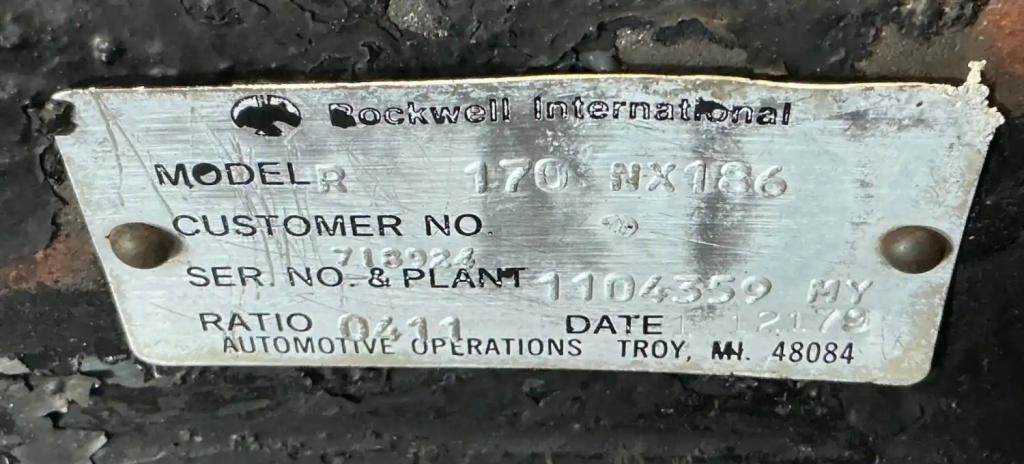 Rockwell International
MODEL R 170 NX186
CUSTOMER NO.
718924
SER. NO. & PLANT 1104359 MY
RATIO 0411 DATE 12179
AUTOMOTIVE OPERATIONS TROY, MI. 48084